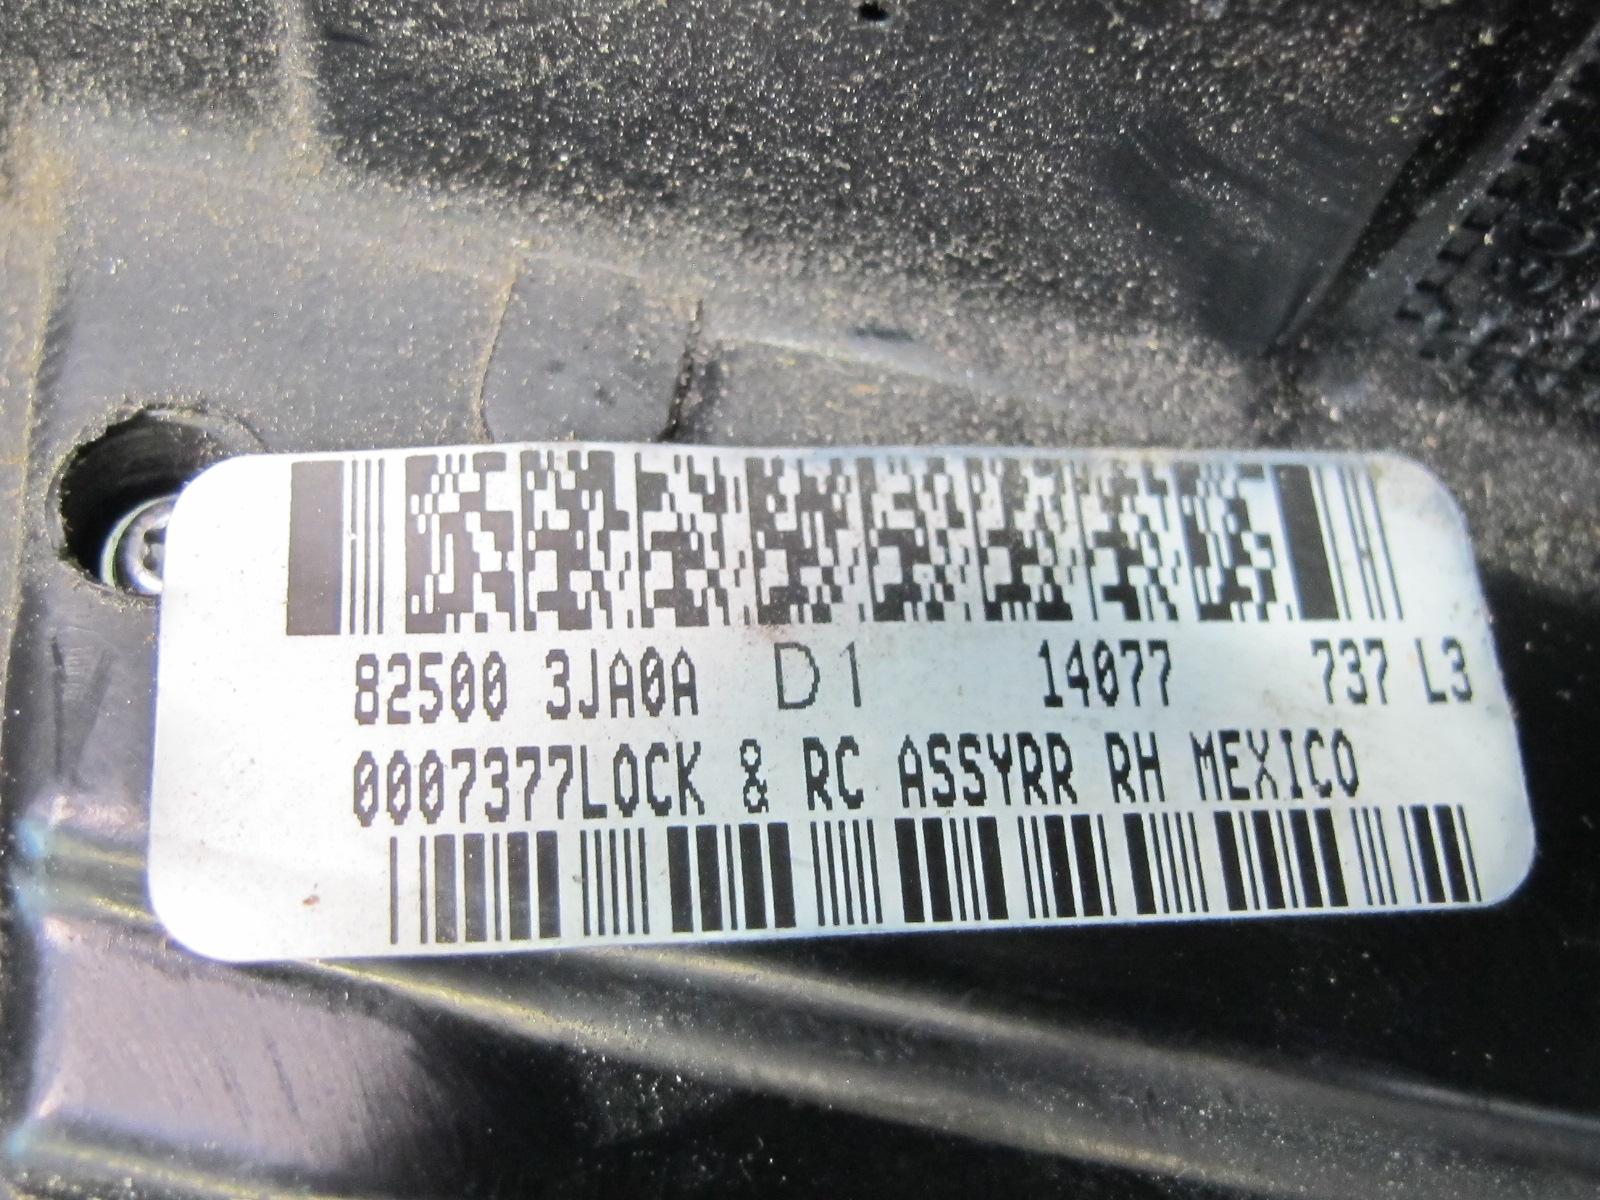 82500 3JA0A D1 14077 737 L3
0007377LOCK & RC ASSYRR RH MEXICO